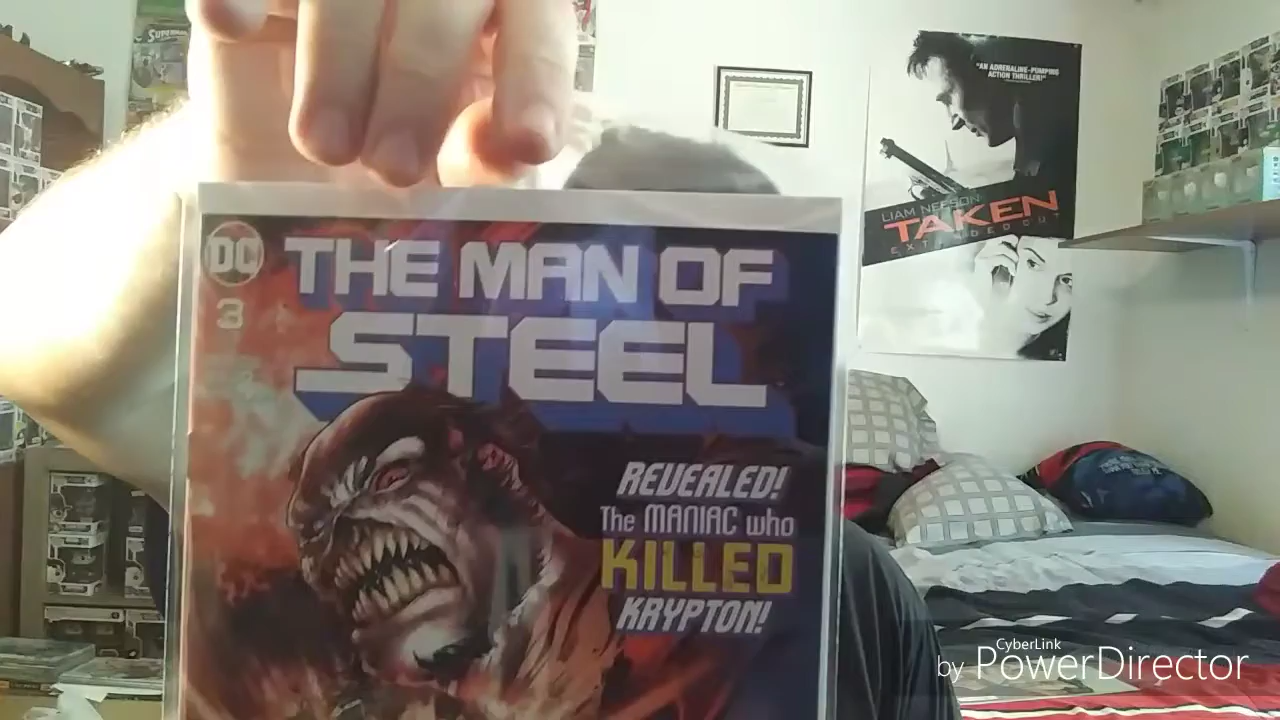 SUPERMAN
"AN ADRENALINE-PUMPING
ACTION THRILLER!"
LIAM NEESON
TAKEN
EXTENDED CUT
DC
3
THE MAN OF
STEEL
REVEALED!
The MANIAC who
KILLED
KRYPTON!
CyberLink
by PowerDirector